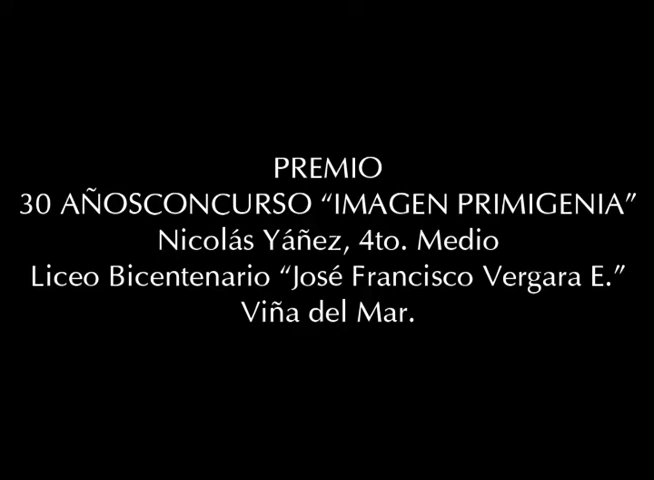 PREMIO
30 AÑOSCONCURSO “IMAGEN PRIMIGENIA”
Nicolás Yáñez, 4to. Medio
Liceo Bicentenario “José Francisco Vergara E.”
Viña del Mar.